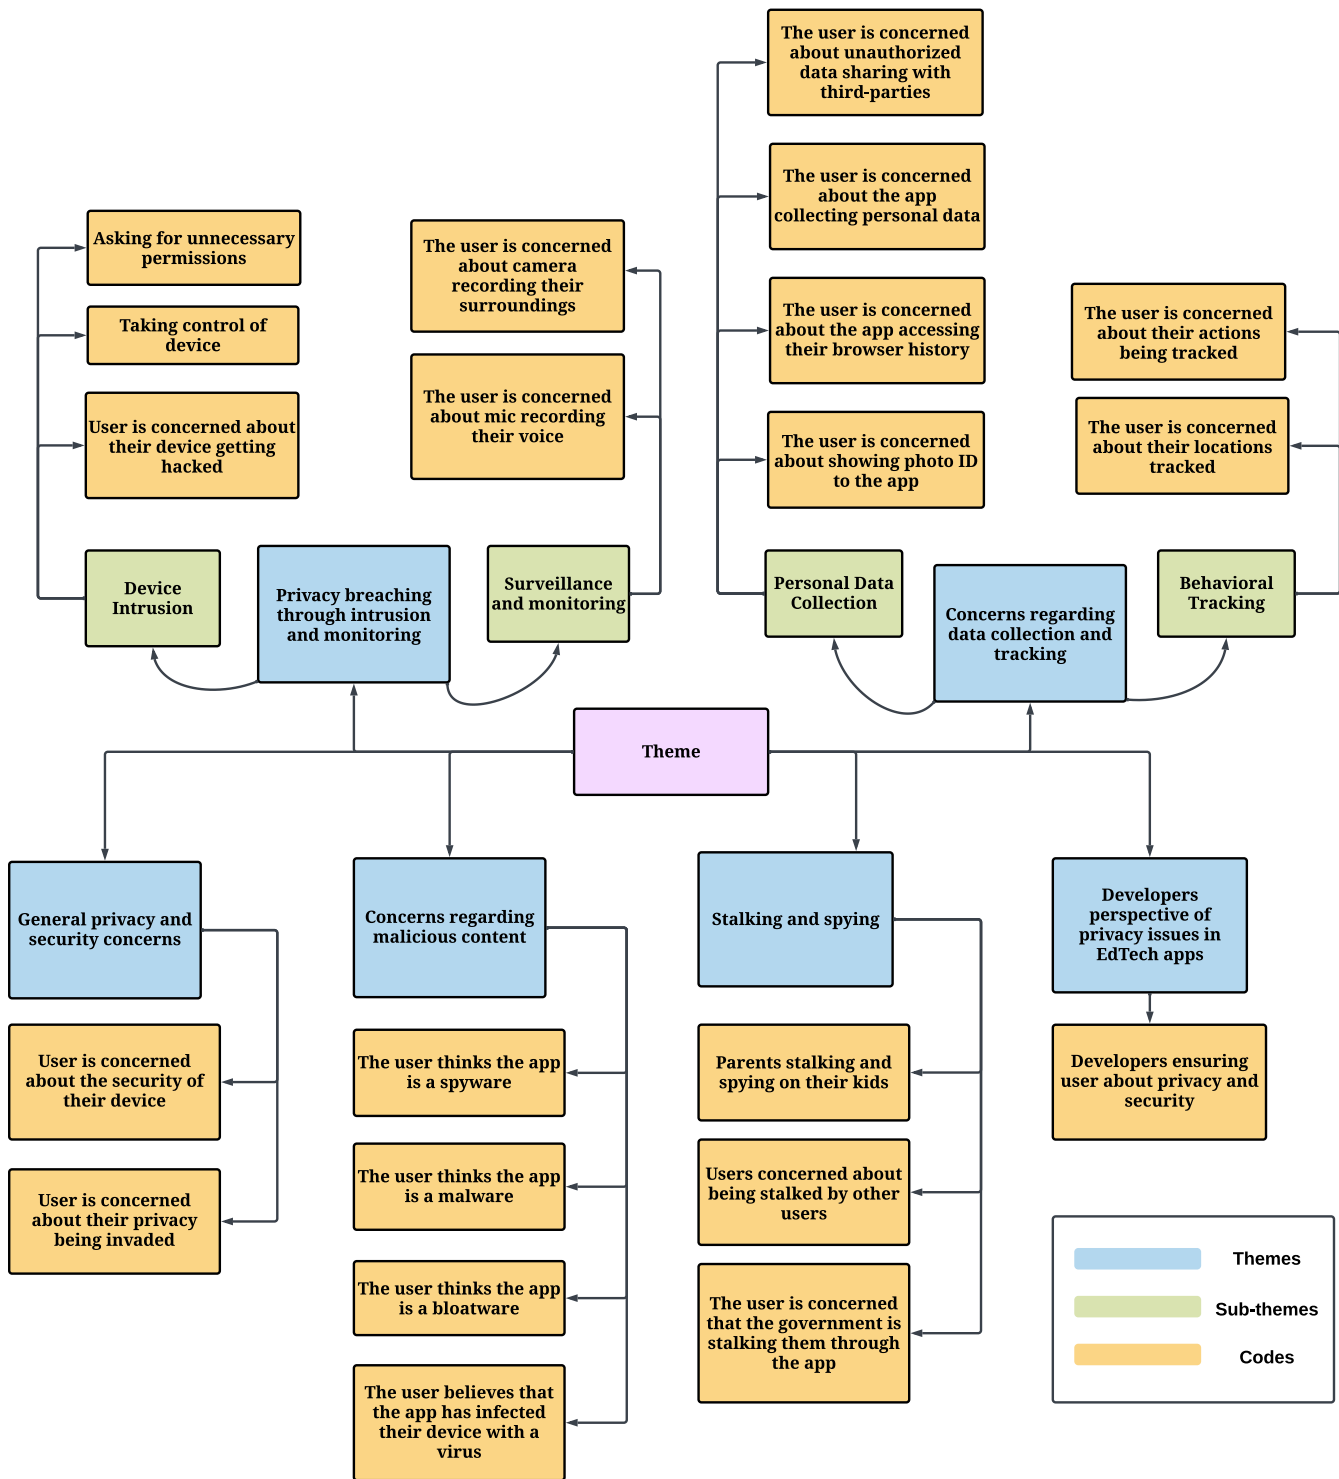 The user is concerned
about unauthorized
data sharing with
third-parties
The user is concerned
about the app
collecting personal data
The user is concerned
about the app accessing
their browser history
The user is concerned
about showing photo ID
to the app
Asking for unnecessary
permissions
Taking control of
device
User is concerned about
their device getting
hacked
The user is concerned
about camera
recording their
surroundings
The user is concerned
about mic recording
their voice
The user is concerned
about their actions
being tracked
The user is concerned
about their locations
tracked
Device
Intrusion
Privacy breaching
through intrusion
and monitoring
Surveillance
and monitoring
Personal Data
Collection
Concerns regarding
data collection and
tracking
Behavioral
Tracking
Theme
General privacy and
security concerns
User is concerned
about the security of
their device
User is concerned
about their privacy
being invaded
Concerns regarding
malicious content
The user thinks the app
is a spyware
The user thinks the app
is a malware
The user thinks the app
is a bloatware
The user believes that
the app has infected
their device with a
virus
Stalking and spying
Parents stalking and
spying on their kids
Users concerned about
being stalked by other
users
The user is concerned
that the government is
stalking them through
the app
Developers
perspective of
privacy issues in
EdTech apps
Developers ensuring
user about privacy and
security
Themes
Sub-themes
Codes